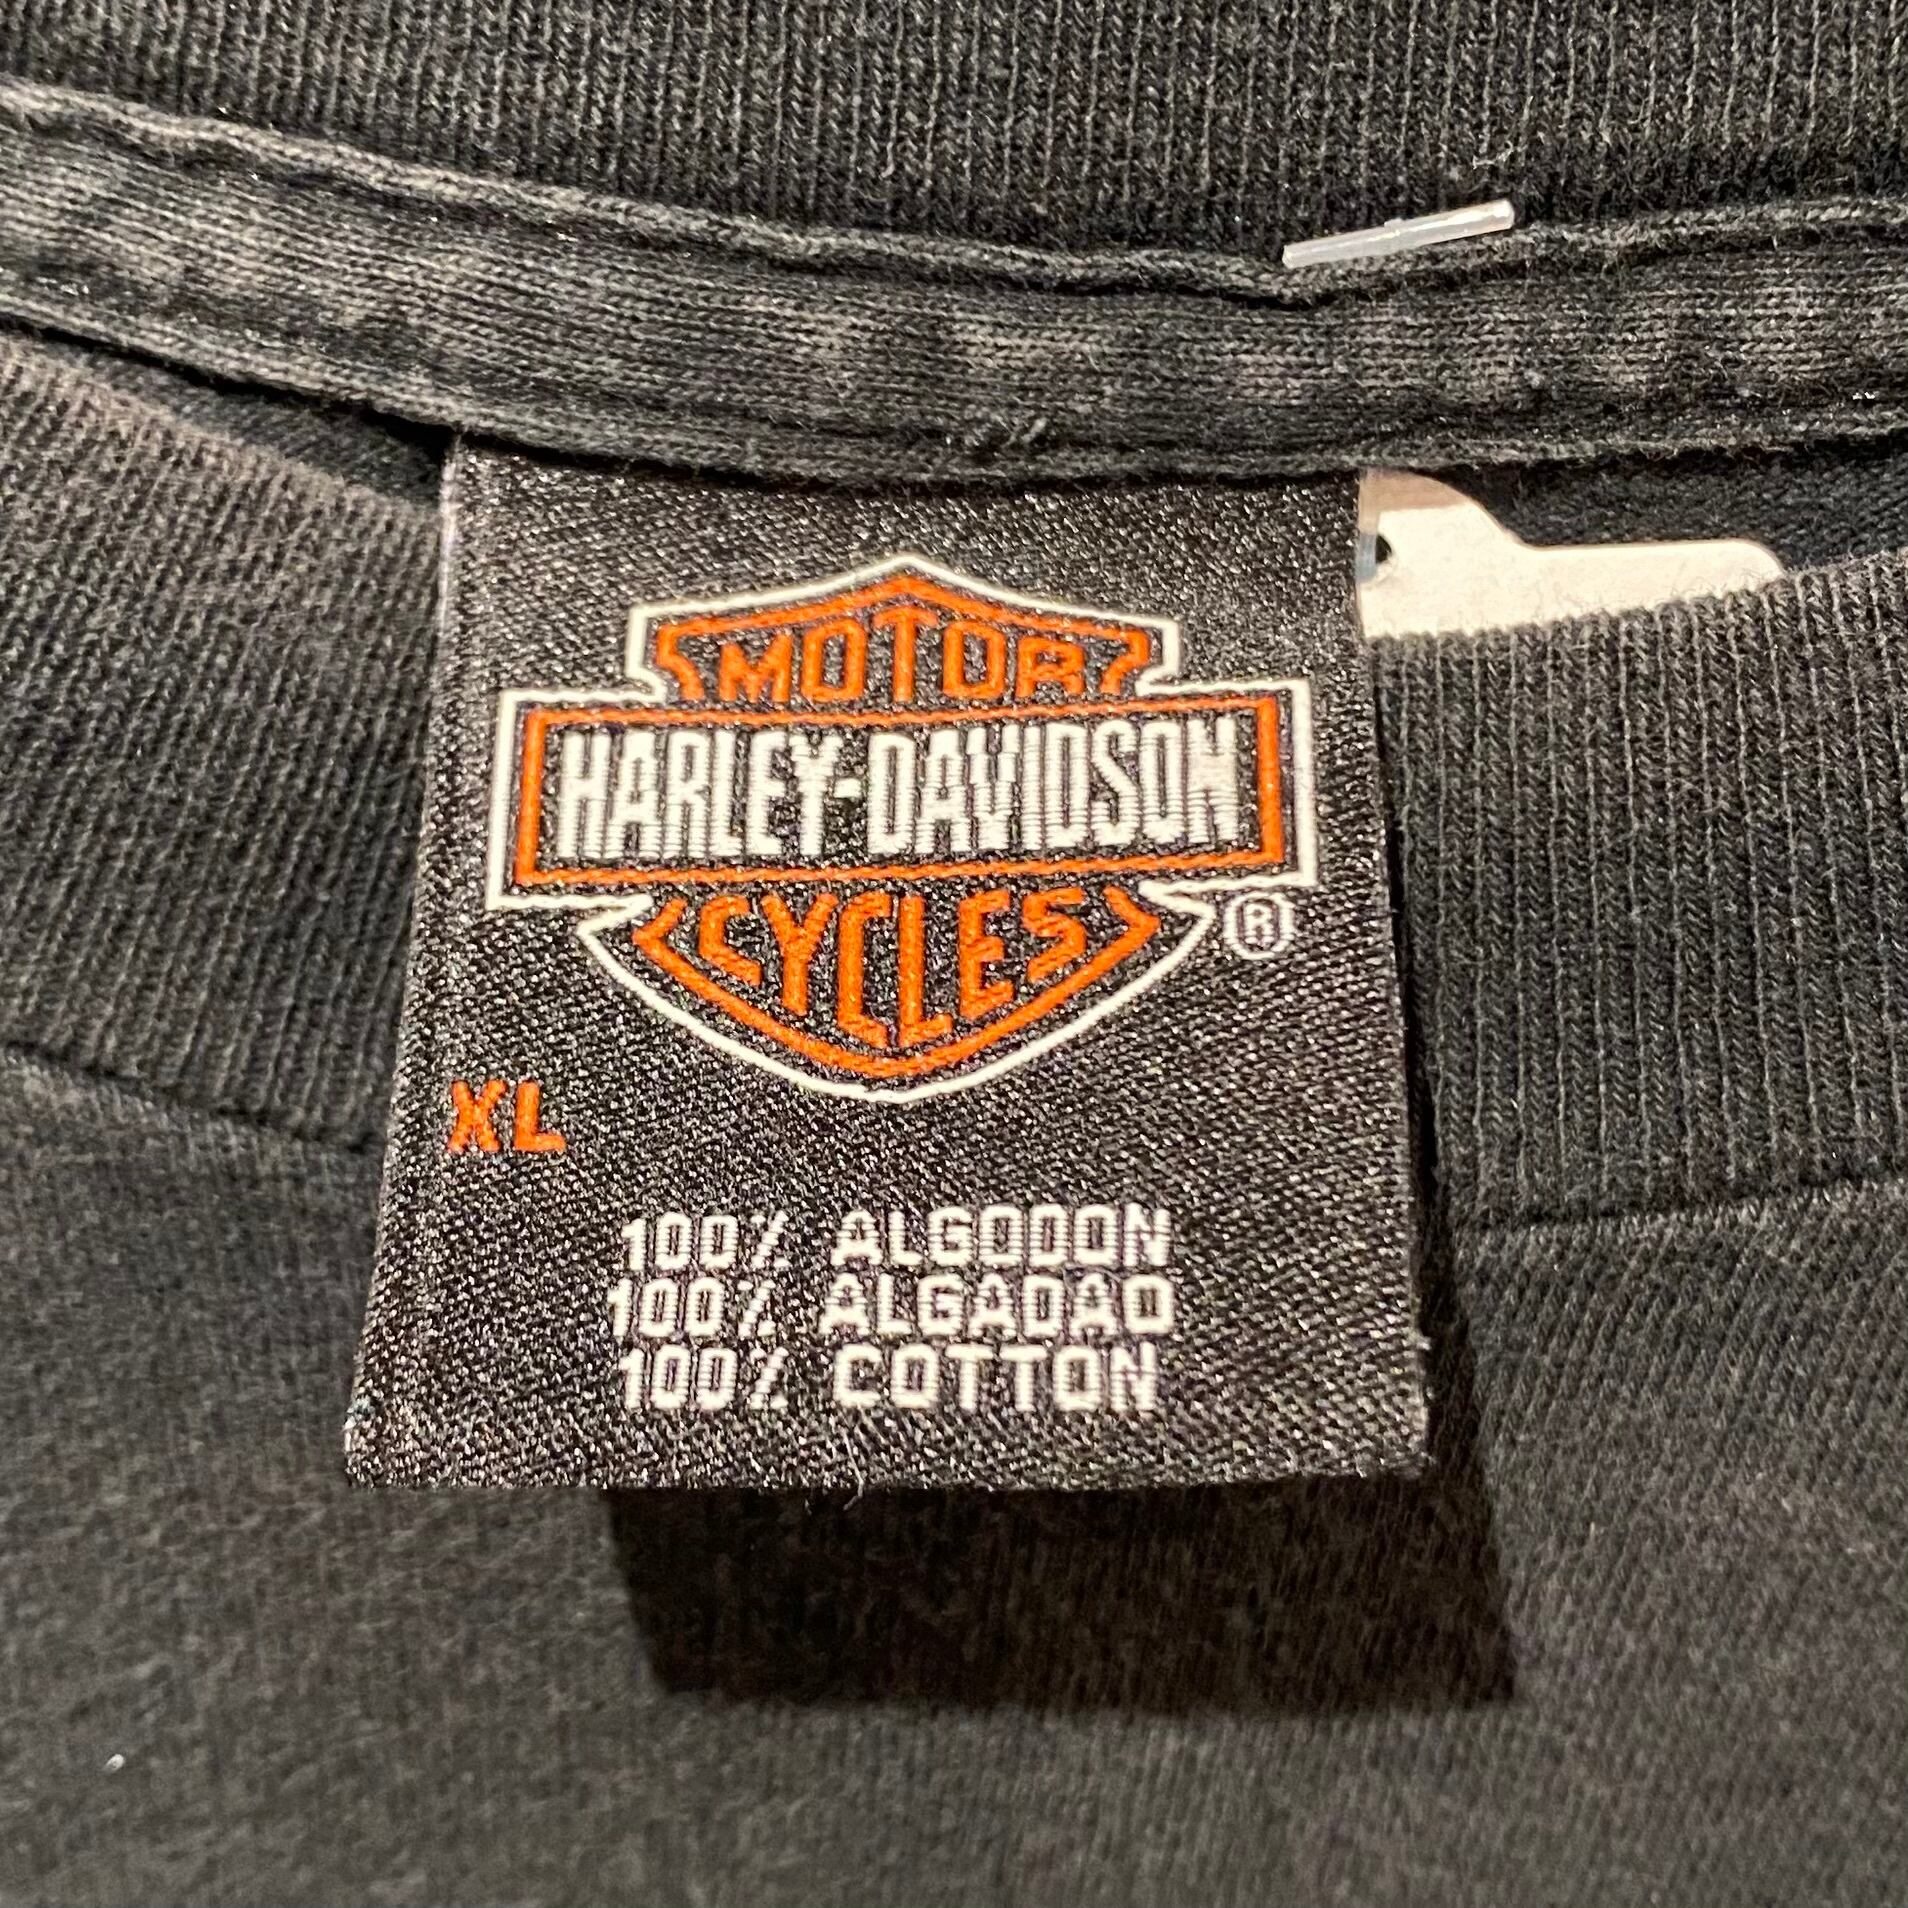 MOTOR
HARLEY-DAVIDSON
CYCLES
®
XL
100% ALGODON
100% ALGADAO
100% COTTON